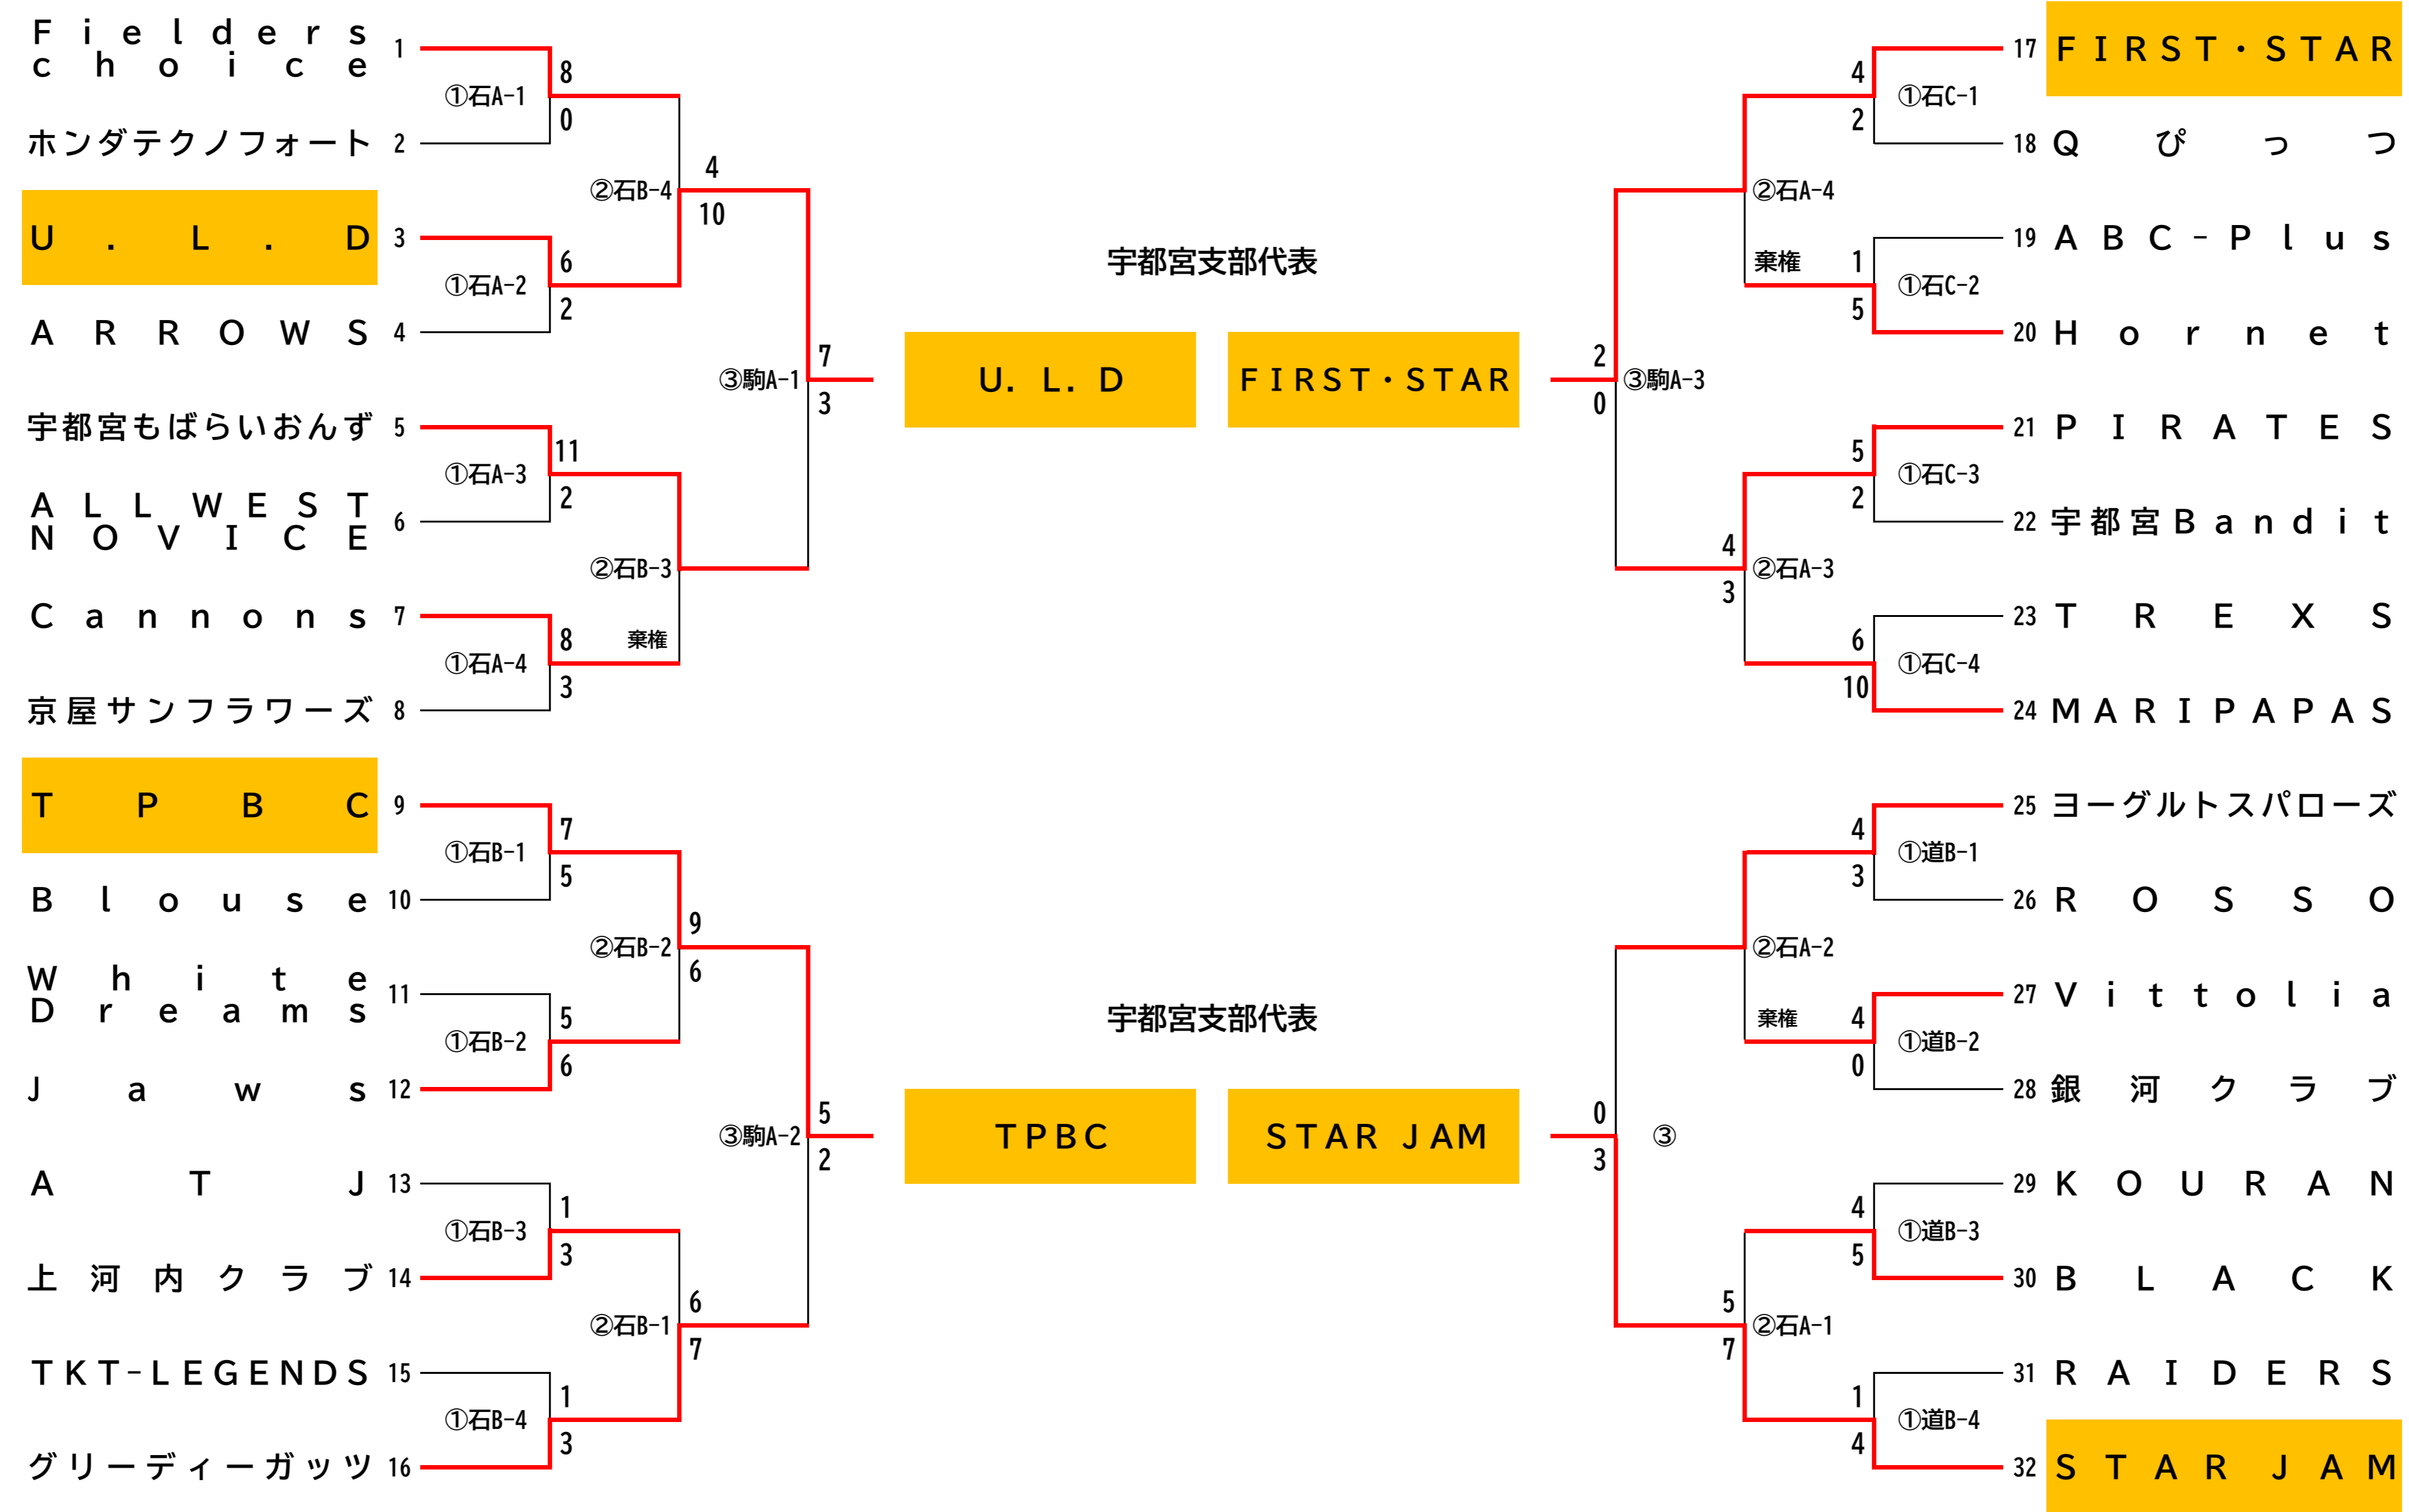 Fielders
choice 1
①石A-1 8
0
ホンダテクノフォート 2
②石B-4 4
10
U.L.D 3
①石A-2 6
2
ARROWS 4
③駒A-1 7
3
宇都宮もばらいおんず 5
①石A-3 11
2
ALL WEST
NOVICE 6
②石B-3
Cannons 7
①石A-4 8 棄権
3
京屋サンフラワーズ 8
TPBC 9
①石B-1 7
5
Blouse 10
②石B-2 9
6
White
Dreams 11
①石B-2 5
6
Jaws 12
③駒A-2 5
2
ATJ 13
①石B-3 1
3
上河内クラブ 14
②石B-1 6
7
TKT-LEGENDS 15
①石B-4 1
3
グリーディーガッツ 16
宇都宮支部代表
U.L.D FIRST・STAR
宇都宮支部代表
TPBC STAR JAM
17 FIRST・STAR
4 ①石C-1
2
18 Qぴっつ
②石A-4
19 ABC-Plus
棄権 1 ①石C-2
5
20 Hornet
2 ③駒A-3
0
21 PIRATES
5 ①石C-3
2
22 宇都宮Bandit
4 ②石A-3
3
23 TREXS
6 ①石C-4
10
24 MARIPAPAS
25 ヨーグルトスパローズ
4 ①道B-1
3
26 ROSSO
②石A-2
27 Vittolia
棄権 4 ①道B-2
0
28 銀河クラブ
0 ③
3
29 KOURAN
4 ①道B-3
5
30 BLACK
5 ②石A-1
7
31 RAIDERS
1 ①道B-4
4
32 STAR JAM